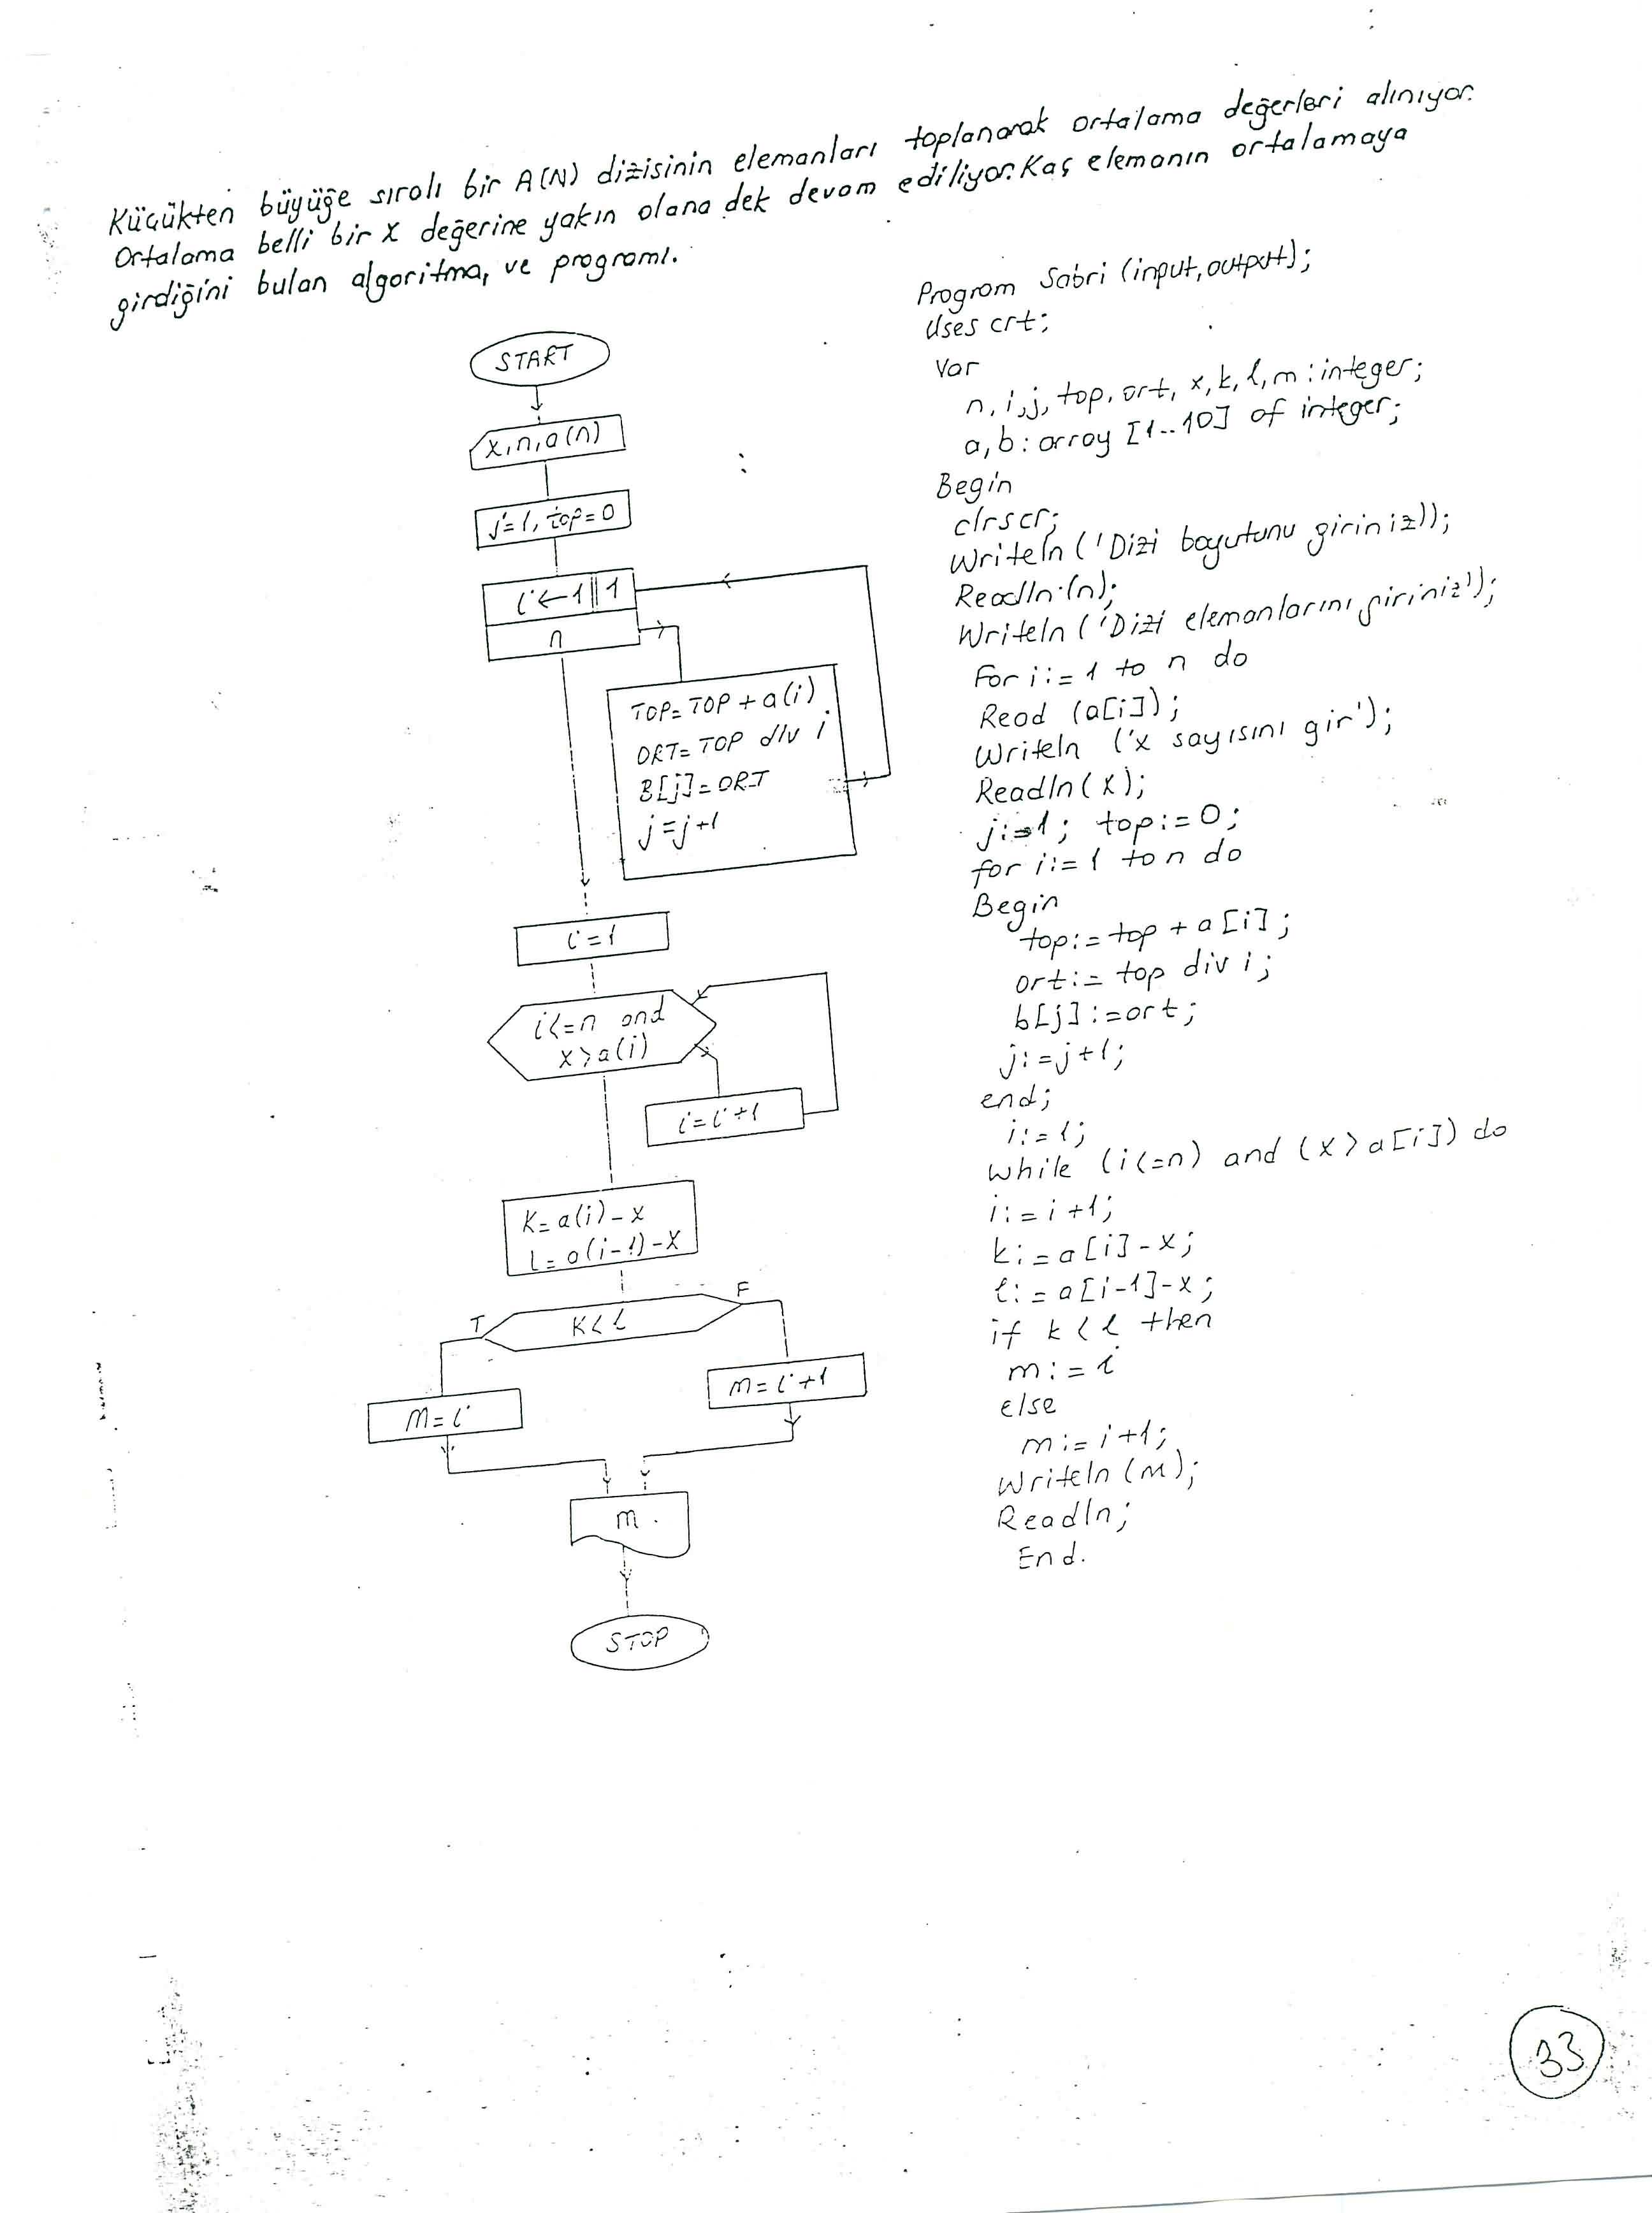 Küçükten büyüğe sıralı bir A(N) dizisinin elemanları toplanarak ortalama değerleri alınıyor.
Ortalama belli bir X değerine yakın olana dek devam ediliyor. Kaç elemanın ortalamaya
girdiğini bulan algoritma, ve programı.
START
x,n,a(n)
j=1, top=0
i←1||1
n
TOP=TOP+a(i)
ORT=TOP div i
B[j]=ORT
j=j+1
i=1
i<=n and
x>a(i)
i=i+1
K=a(i)-x
L=a(i-1)-x
T
K<L
F
m=i
m=i+1
m
STOP
Program Sabri (input,output);
Uses crt;
Var
n,i,j,top,ort,x,k,l,m:integer;
a,b:array [1..10] of integer;
Begin
clrscr;
Writeln ('Dizi boyutunu giriniz));
Readln(n);
Writeln ('Dizi elemanlarını giriniz');
For i:=1 to n do
Read (a[i]);
Writeln ('x sayısını gir');
Readln(x);
j:=1; top:=0;
for i:=1 to n do
Begin
top:=top+a[i];
ort:=top div i;
b[j]:=ort;
j:=j+1;
end;
i:=1;
while (i<=n) and (x>a[i]) do
i:=i+1;
k:=a[i]-x;
l:=a[i-1]-x;
if k<l then
m:=i
else
m:=i+1;
Writeln(m);
Readln;
End.
33